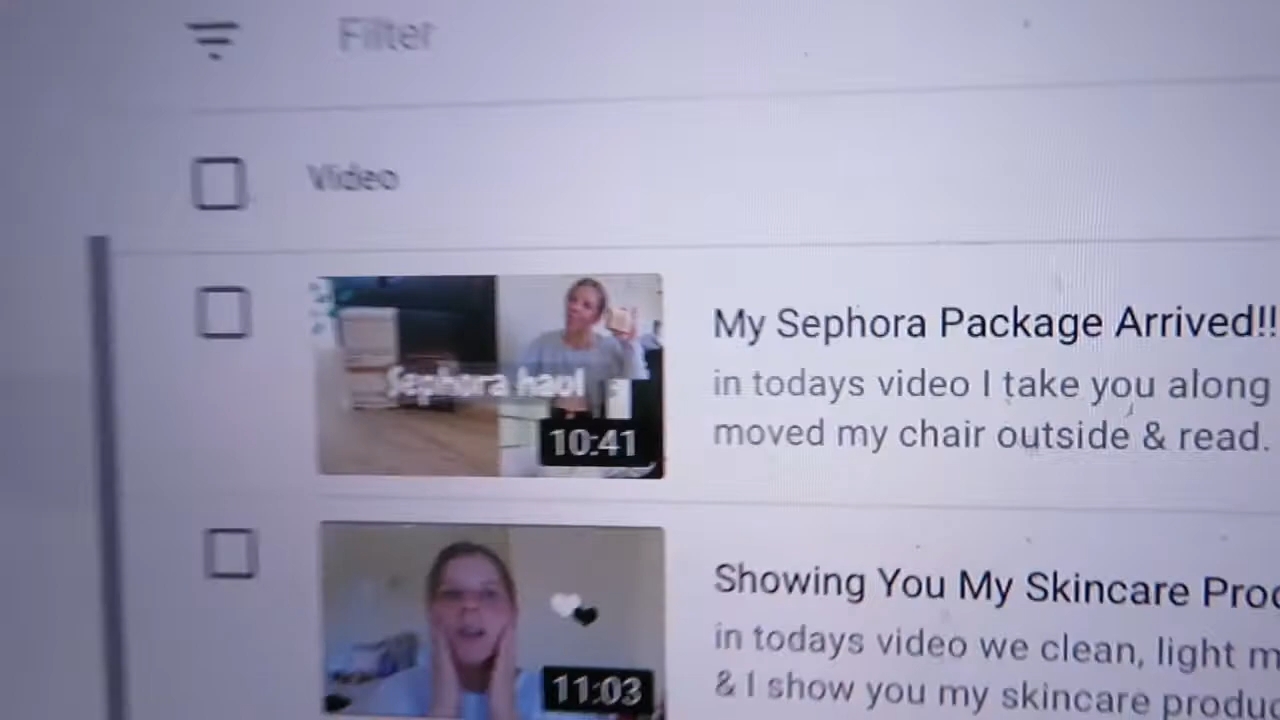 Filter
Video
Sephora haul
10:41
My Sephora Package Arrived!!
in todays video I take you along
moved my chair outside & read.
11:03
Showing You My Skincare
in todays video we clean, light
& I show you my skincare